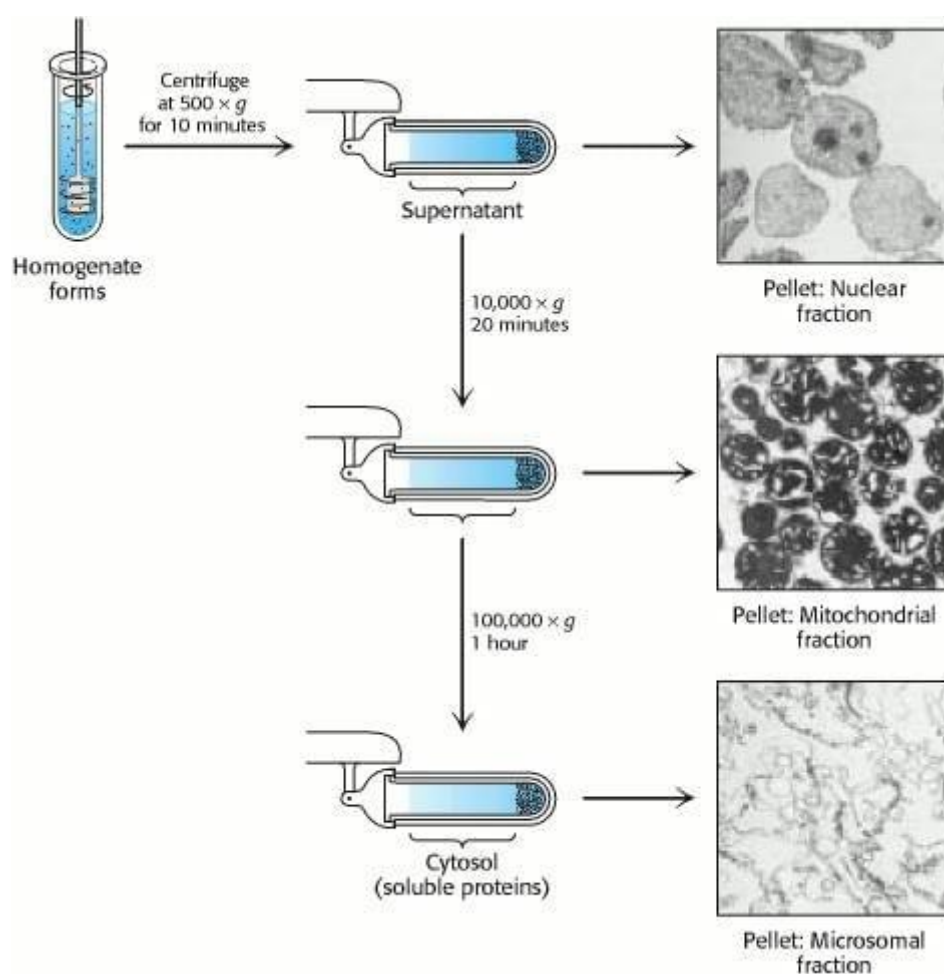 Centrifuge
at 500 × g
for 10 minutes
Homogenate
forms
Supernatant
Pellet: Nuclear
fraction
10,000 × g
20 minutes
Pellet: Mitochondrial
fraction
100,000 × g
1 hour
Cytosol
(soluble proteins)
Pellet: Microsomal
fraction